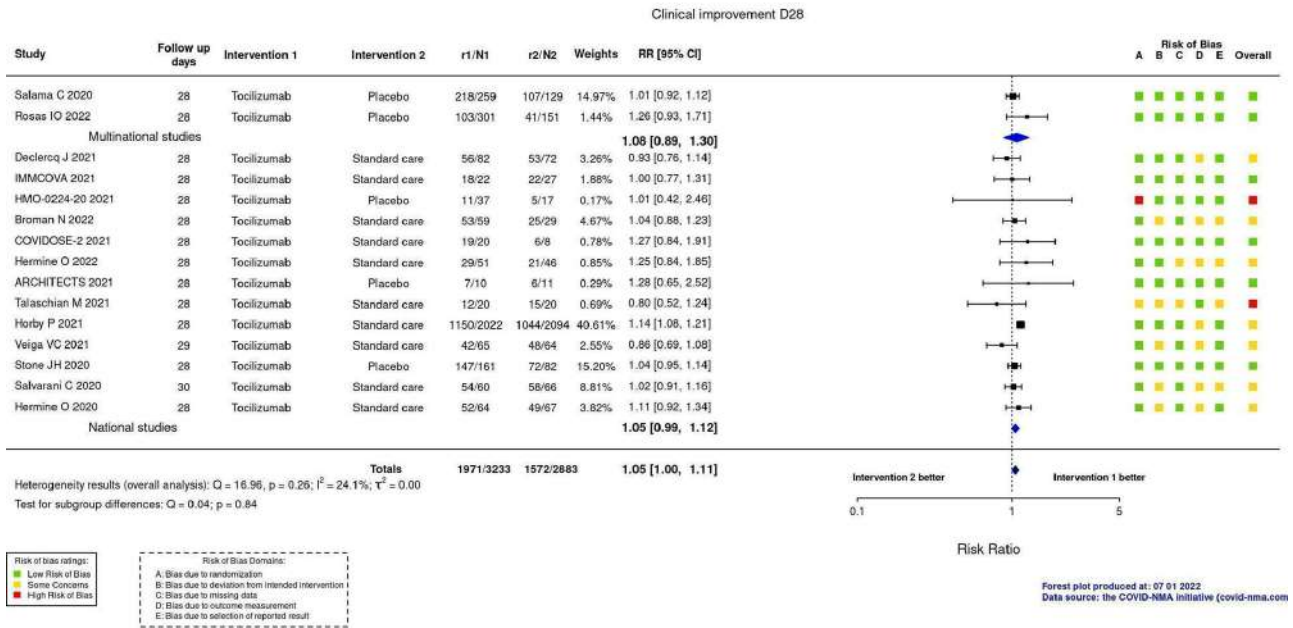 Clinical improvement D28
Study Follow up days Intervention 1 Intervention 2 r1/N1 r2/N2 Weights RR [95% CI] Risk of Bias A B C D E Overall
Salama C 2020 28 Tocilizumab Placebo 218/259 107/129 14.97% 1.01 [0.92, 1.12]
Rosas IO 2022 28 Tocilizumab Placebo 103/301 41/151 1.44% 1.26 [0.93, 1.71]
Multinational studies 1.08 [0.89, 1.30]
Declercq J 2021 28 Tocilizumab Standard care 56/82 53/72 3.26% 0.93 [0.76, 1.14]
IMMCOVA 2021 28 Tocilizumab Standard care 18/22 22/27 1.88% 1.00 [0.77, 1.31]
HMO-0224-20 2021 28 Tocilizumab Placebo 11/37 5/17 0.17% 1.01 [0.42, 2.46]
Broman N 2022 28 Tocilizumab Standard care 53/59 25/29 4.67% 1.04 [0.88, 1.23]
COVIDOSE-2 2021 28 Tocilizumab Standard care 19/20 6/8 0.78% 1.27 [0.84, 1.91]
Hermine O 2022 28 Tocilizumab Standard care 29/51 21/46 0.85% 1.25 [0.84, 1.85]
ARCHITECTS 2021 28 Tocilizumab Placebo 7/10 6/11 0.29% 1.28 [0.65, 2.52]
Talaschian M 2021 28 Tocilizumab Standard care 12/20 15/20 0.69% 0.80 [0.52, 1.24]
Horby P 2021 28 Tocilizumab Standard care 1150/2022 1044/2094 40.61% 1.14 [1.08, 1.21]
Veiga VC 2021 29 Tocilizumab Standard care 42/65 48/64 2.55% 0.86 [0.69, 1.08]
Stone JH 2020 28 Tocilizumab Placebo 147/161 72/82 15.20% 1.04 [0.95, 1.14]
Salvarani C 2020 30 Tocilizumab Standard care 54/60 58/66 8.81% 1.02 [0.91, 1.16]
Hermine O 2020 28 Tocilizumab Standard care 52/64 49/67 3.82% 1.11 [0.92, 1.34]
National studies 1.05 [0.99, 1.12]
Totals 1971/3233 1572/2883 1.05 [1.00, 1.11]
Heterogeneity results (overall analysis): Q = 16.96, p = 0.26; I² = 24.1%; τ² = 0.00
Test for subgroup differences: Q = 0.04; p = 0.84
Intervention 2 better Intervention 1 better
0.1 1 5
Risk Ratio
Risk of bias ratings:
Low Risk of Bias
Some Concerns
High Risk of Bias
Risk of Bias Domains:
A: Bias due to randomization
B: Bias due to deviation from intended intervention
C: Bias due to missing data
D: Bias due to outcome measurement
E: Bias due to selection of reported result
Forest plot produced at: 07 01 2022
Data source: the COVID-NMA initiative (covid-nma.com